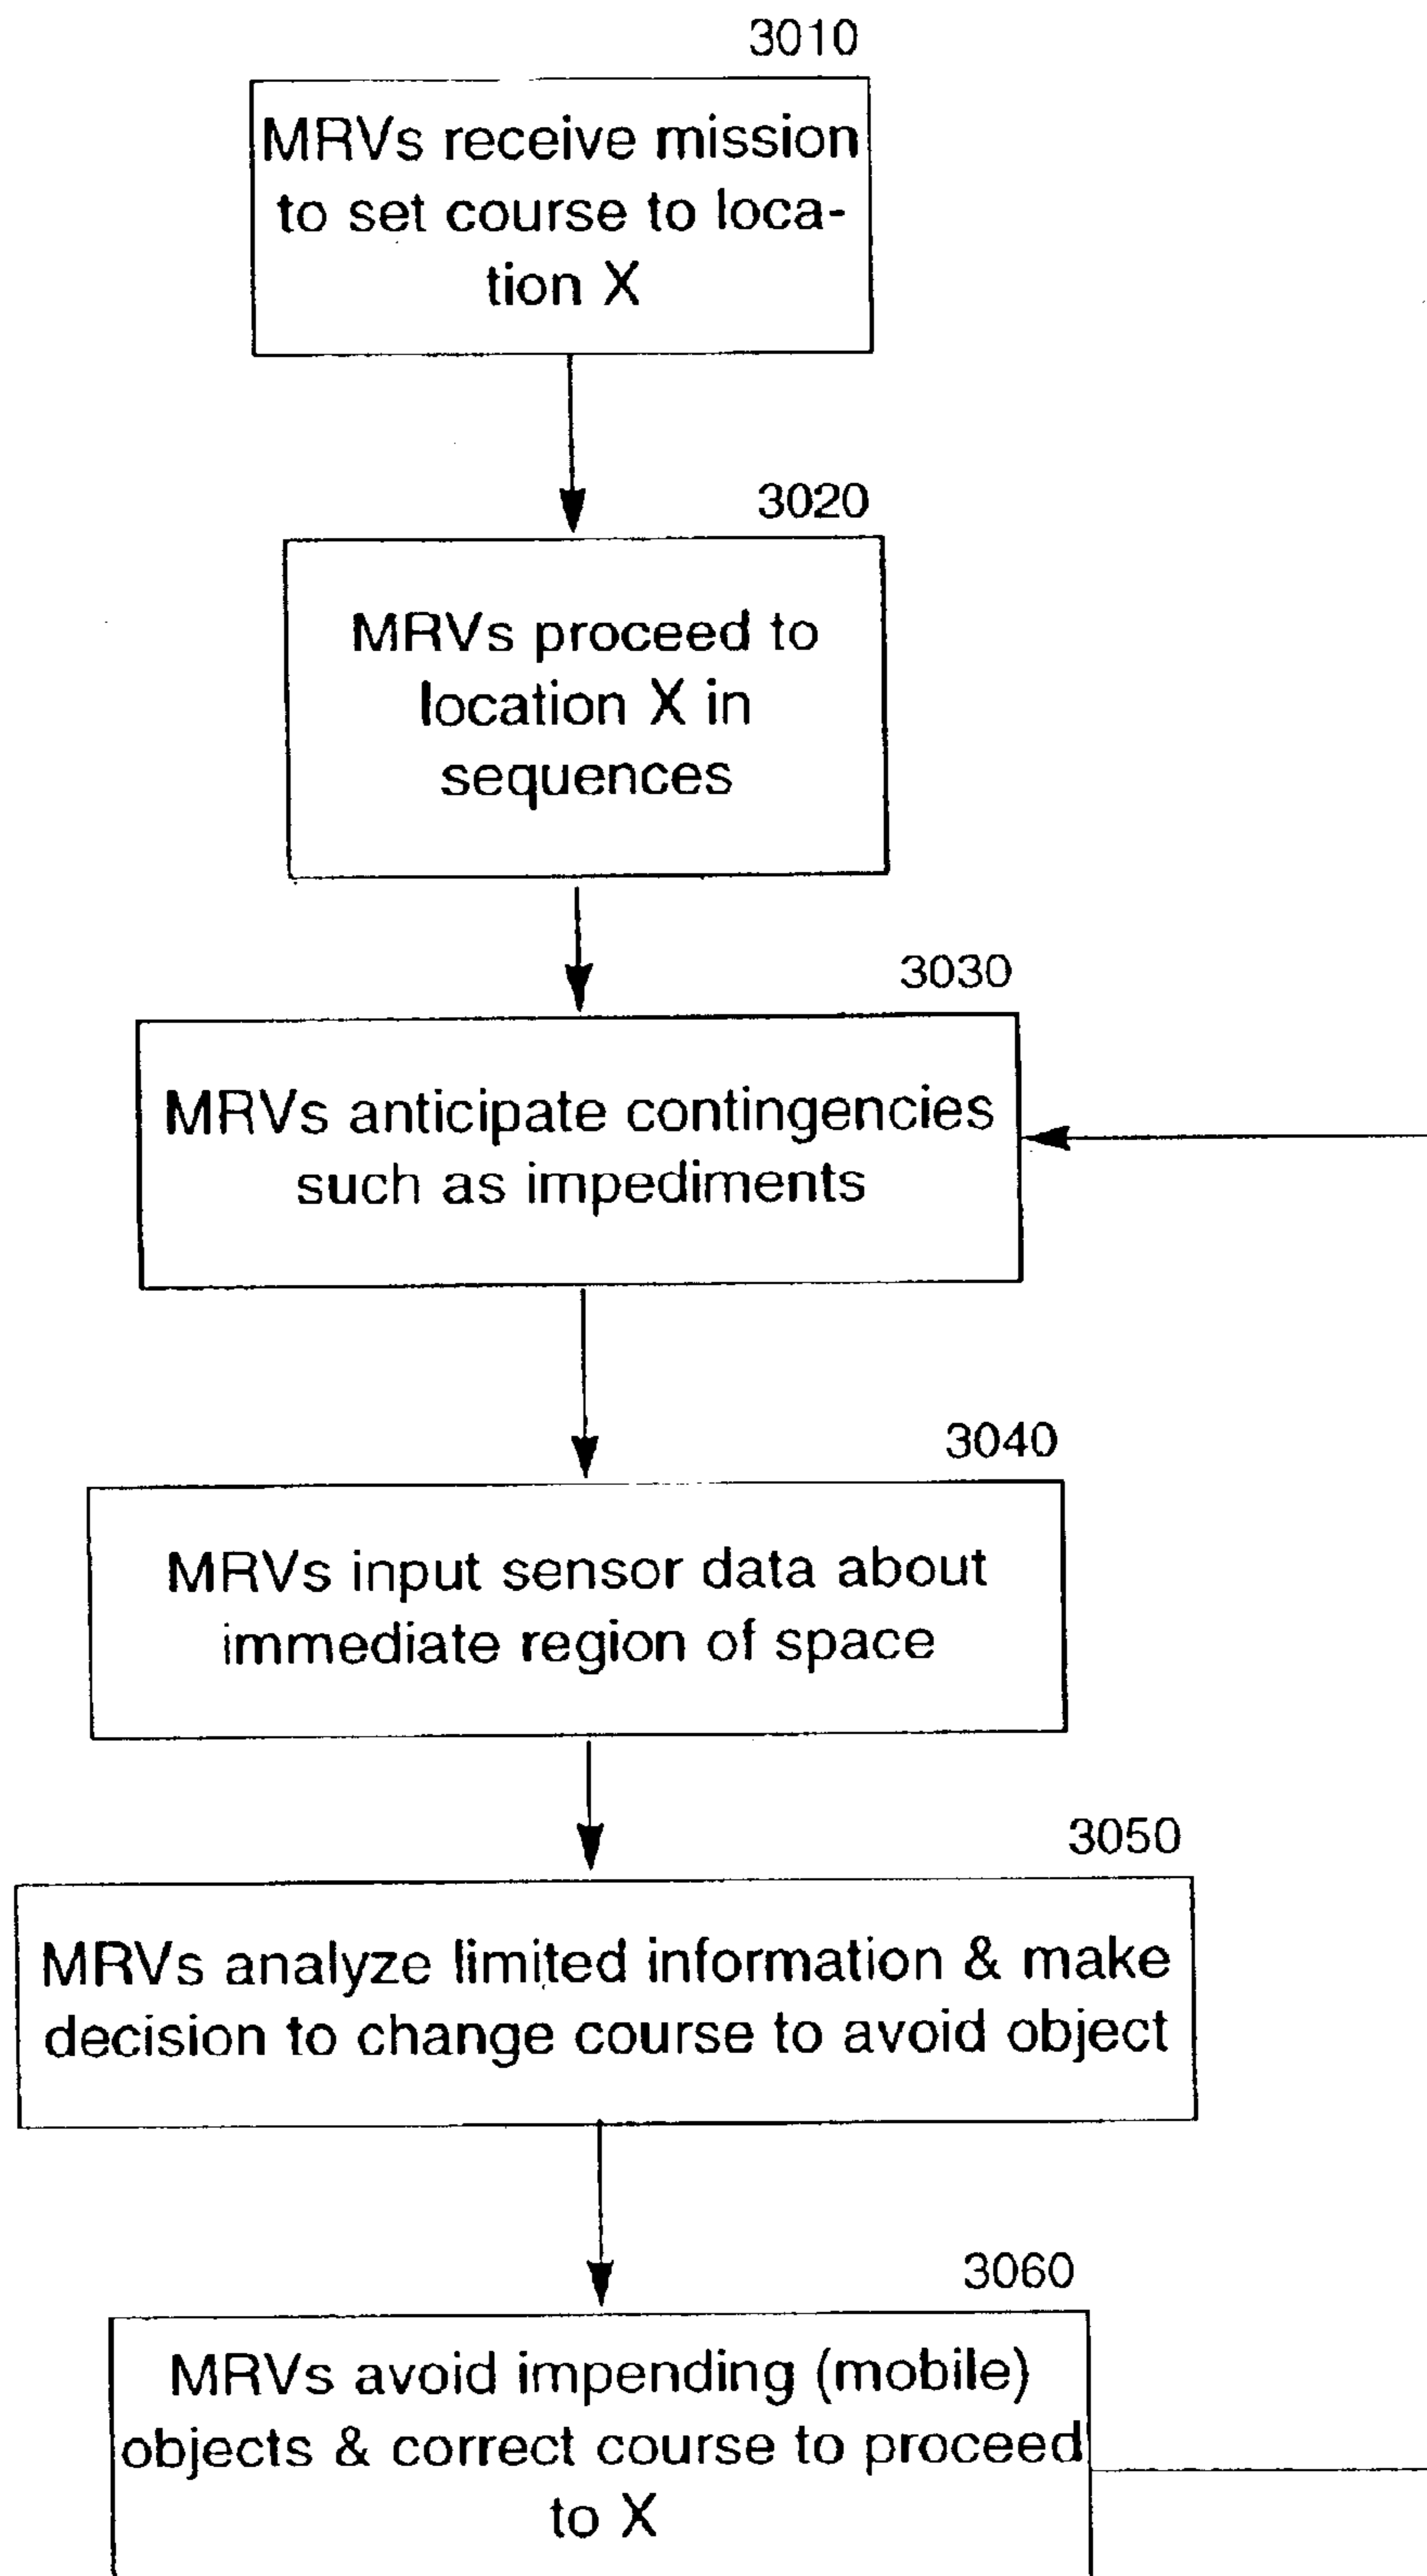 3010
MRVs receive mission
to set course to loca-
tion X
3020
MRVs proceed to
location X in
sequences
3030
MRVs anticipate contingencies
such as impediments
3040
MRVs input sensor data about
immediate region of space
3050
MRVs analyze limited information & make
decision to change course to avoid object
3060
MRVs avoid impending (mobile)
objects & correct course to proceed
to X